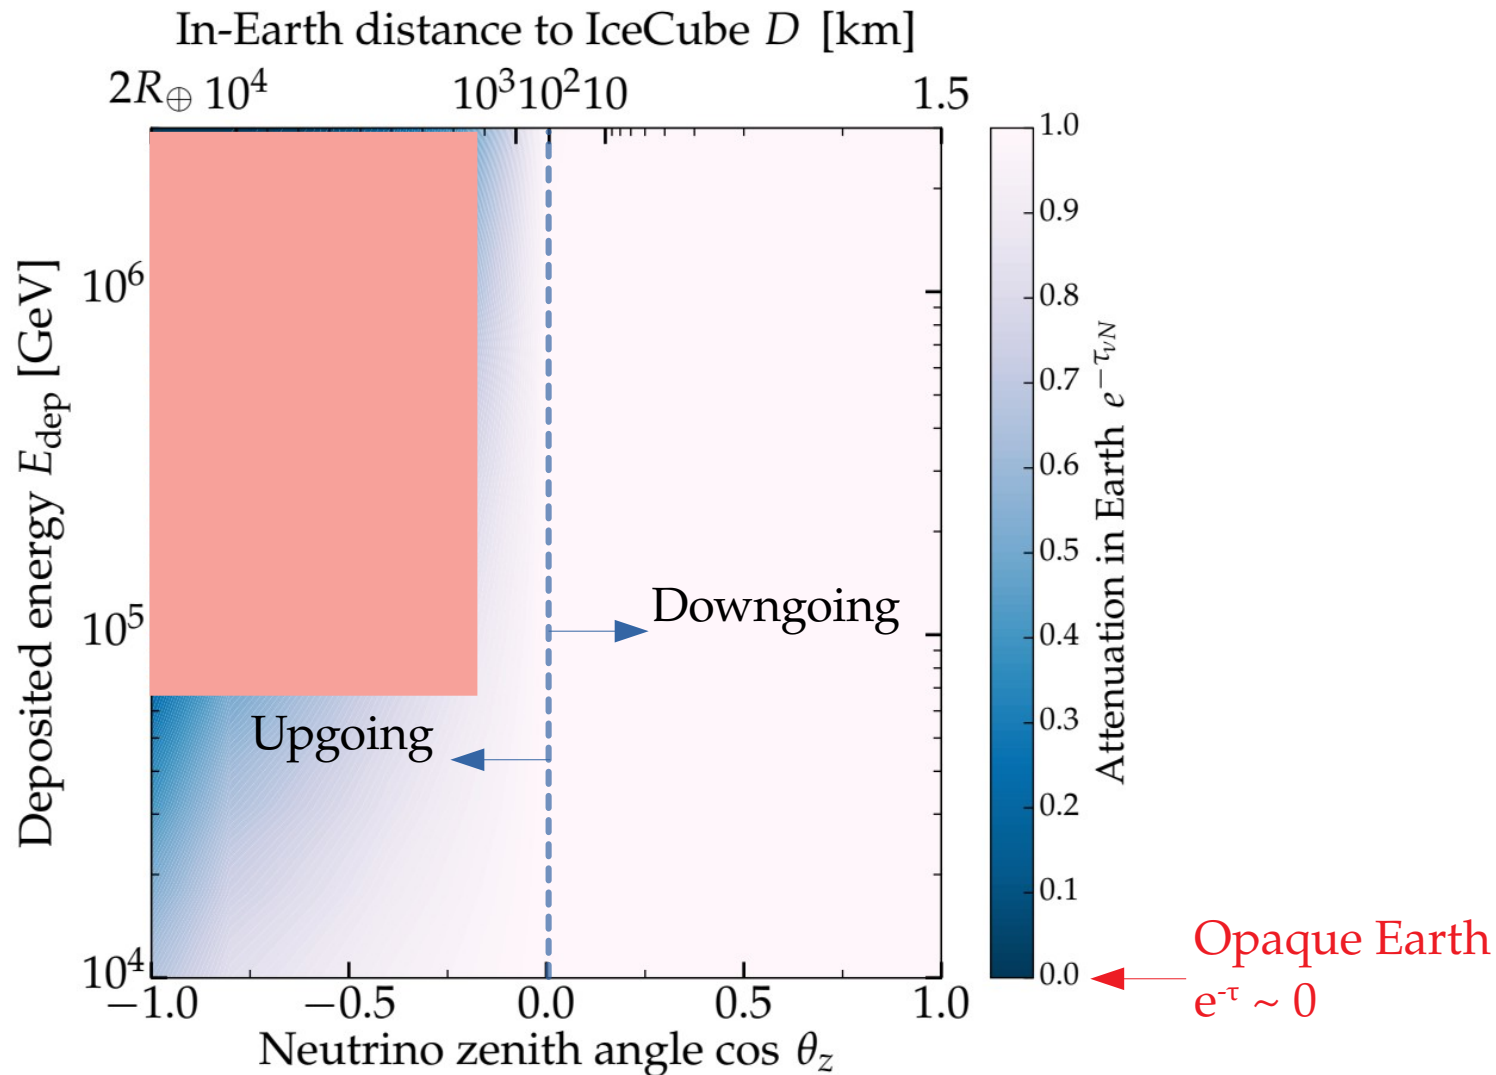 In-Earth distance to IceCube D [km]
2R⊕ 10⁴ 10³10²10 1.5
Deposited energy E_dep [GeV]
10⁶
10⁵
10⁴
Downgoing
Upgoing
−1.0 −0.5 0.0 0.5 1.0
Neutrino zenith angle cos θ_z
1.0
0.9
0.8
0.7
0.6
0.5
0.4
0.3
0.2
0.1
0.0
Attenuation in Earth e^{−τ_{νN}}
Opaque Earth
e^{-τ} ~ 0